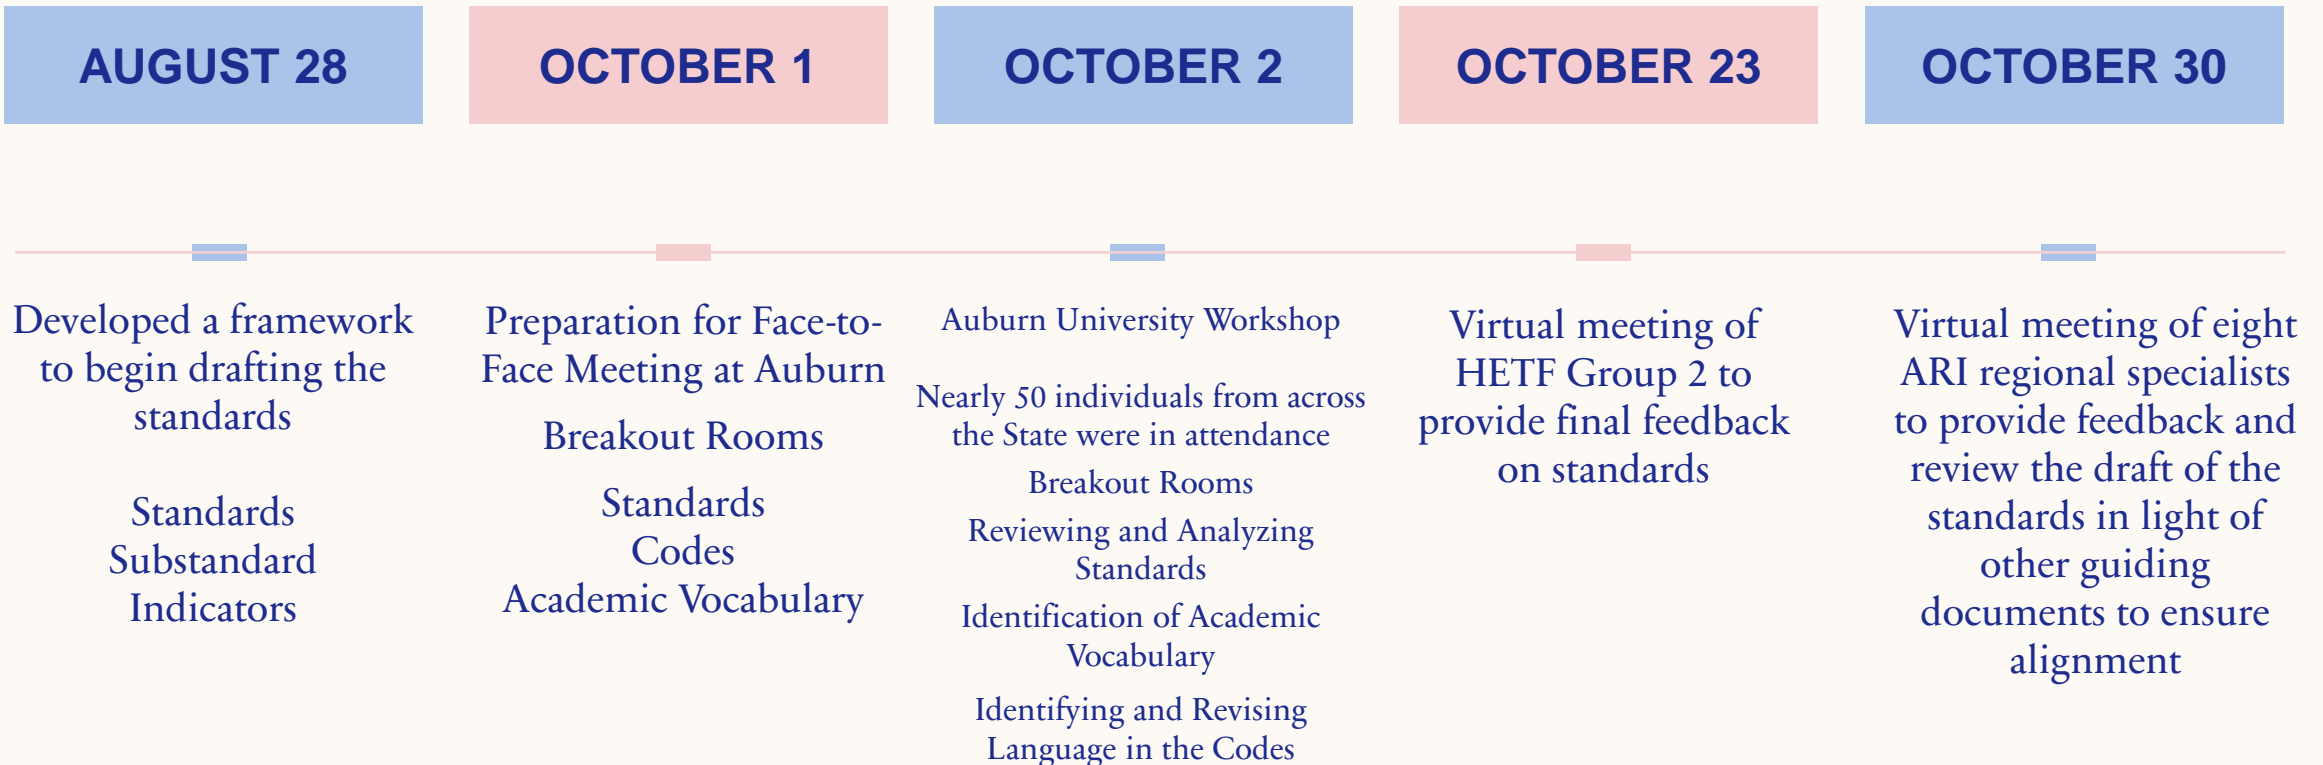 AUGUST 28
Developed a framework
to begin drafting the
standards
Standards
Substandard
Indicators
OCTOBER 1
Preparation for Face-to-
Face Meeting at Auburn
Breakout Rooms
Standards
Codes
Academic Vocabulary
OCTOBER 2
Auburn University Workshop
Nearly 50 individuals from across
the State were in attendance
Breakout Rooms
Reviewing and Analyzing
Standards
Identification of Academic
Vocabulary
Identifying and Revising
Language in the Codes
OCTOBER 23
Virtual meeting of
HETF Group 2 to
provide final feedback
on standards
OCTOBER 30
Virtual meeting of eight
ARI regional specialists
to provide feedback and
review the draft of the
standards in light of
other guiding
documents to ensure
alignment